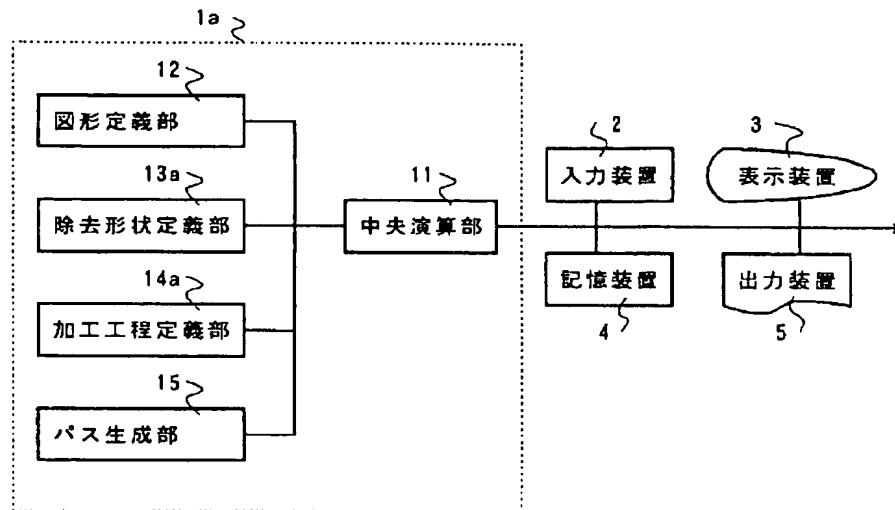 1a
12
図形定義部
13a
除去形状定義部
14a
加工工程定義部
15
パス生成部
11
中央演算部
2
入力装置
3
表示装置
記憶装置
4
出力装置
5